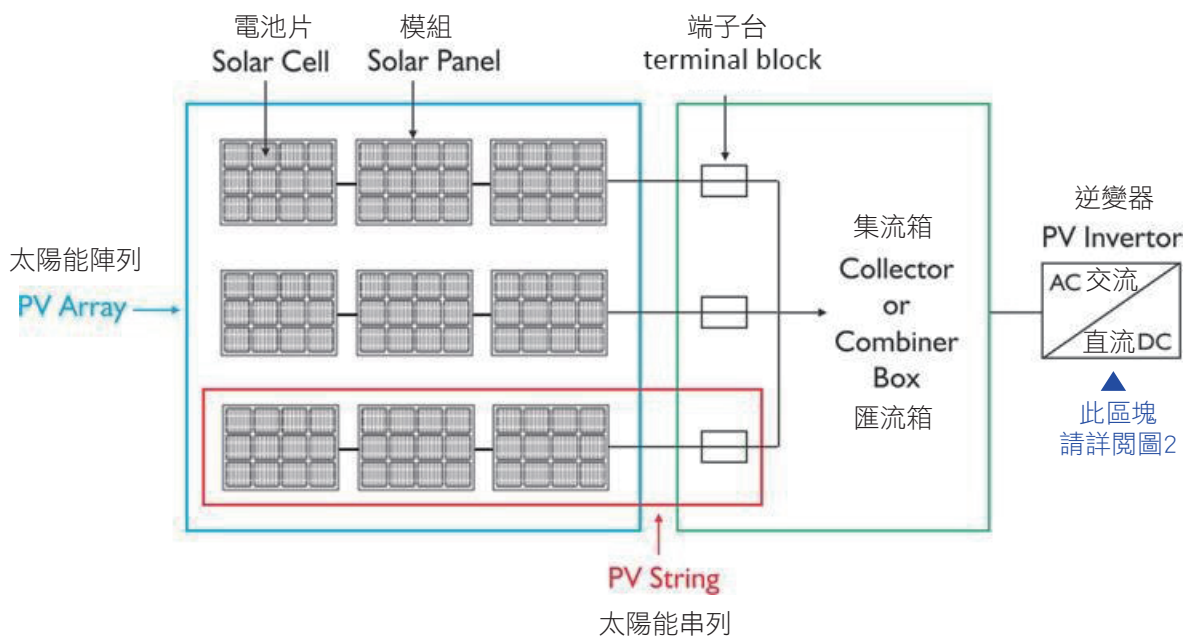 電池片
Solar Cell
模組
Solar Panel
端子台
terminal block
太陽能陣列
PV Array
集流箱
Collector
or
Combiner
Box
匯流箱
逆變器
PV Invertor
AC 交流
直流 DC
此區塊
請詳閱圖2
PV String
太陽能串列